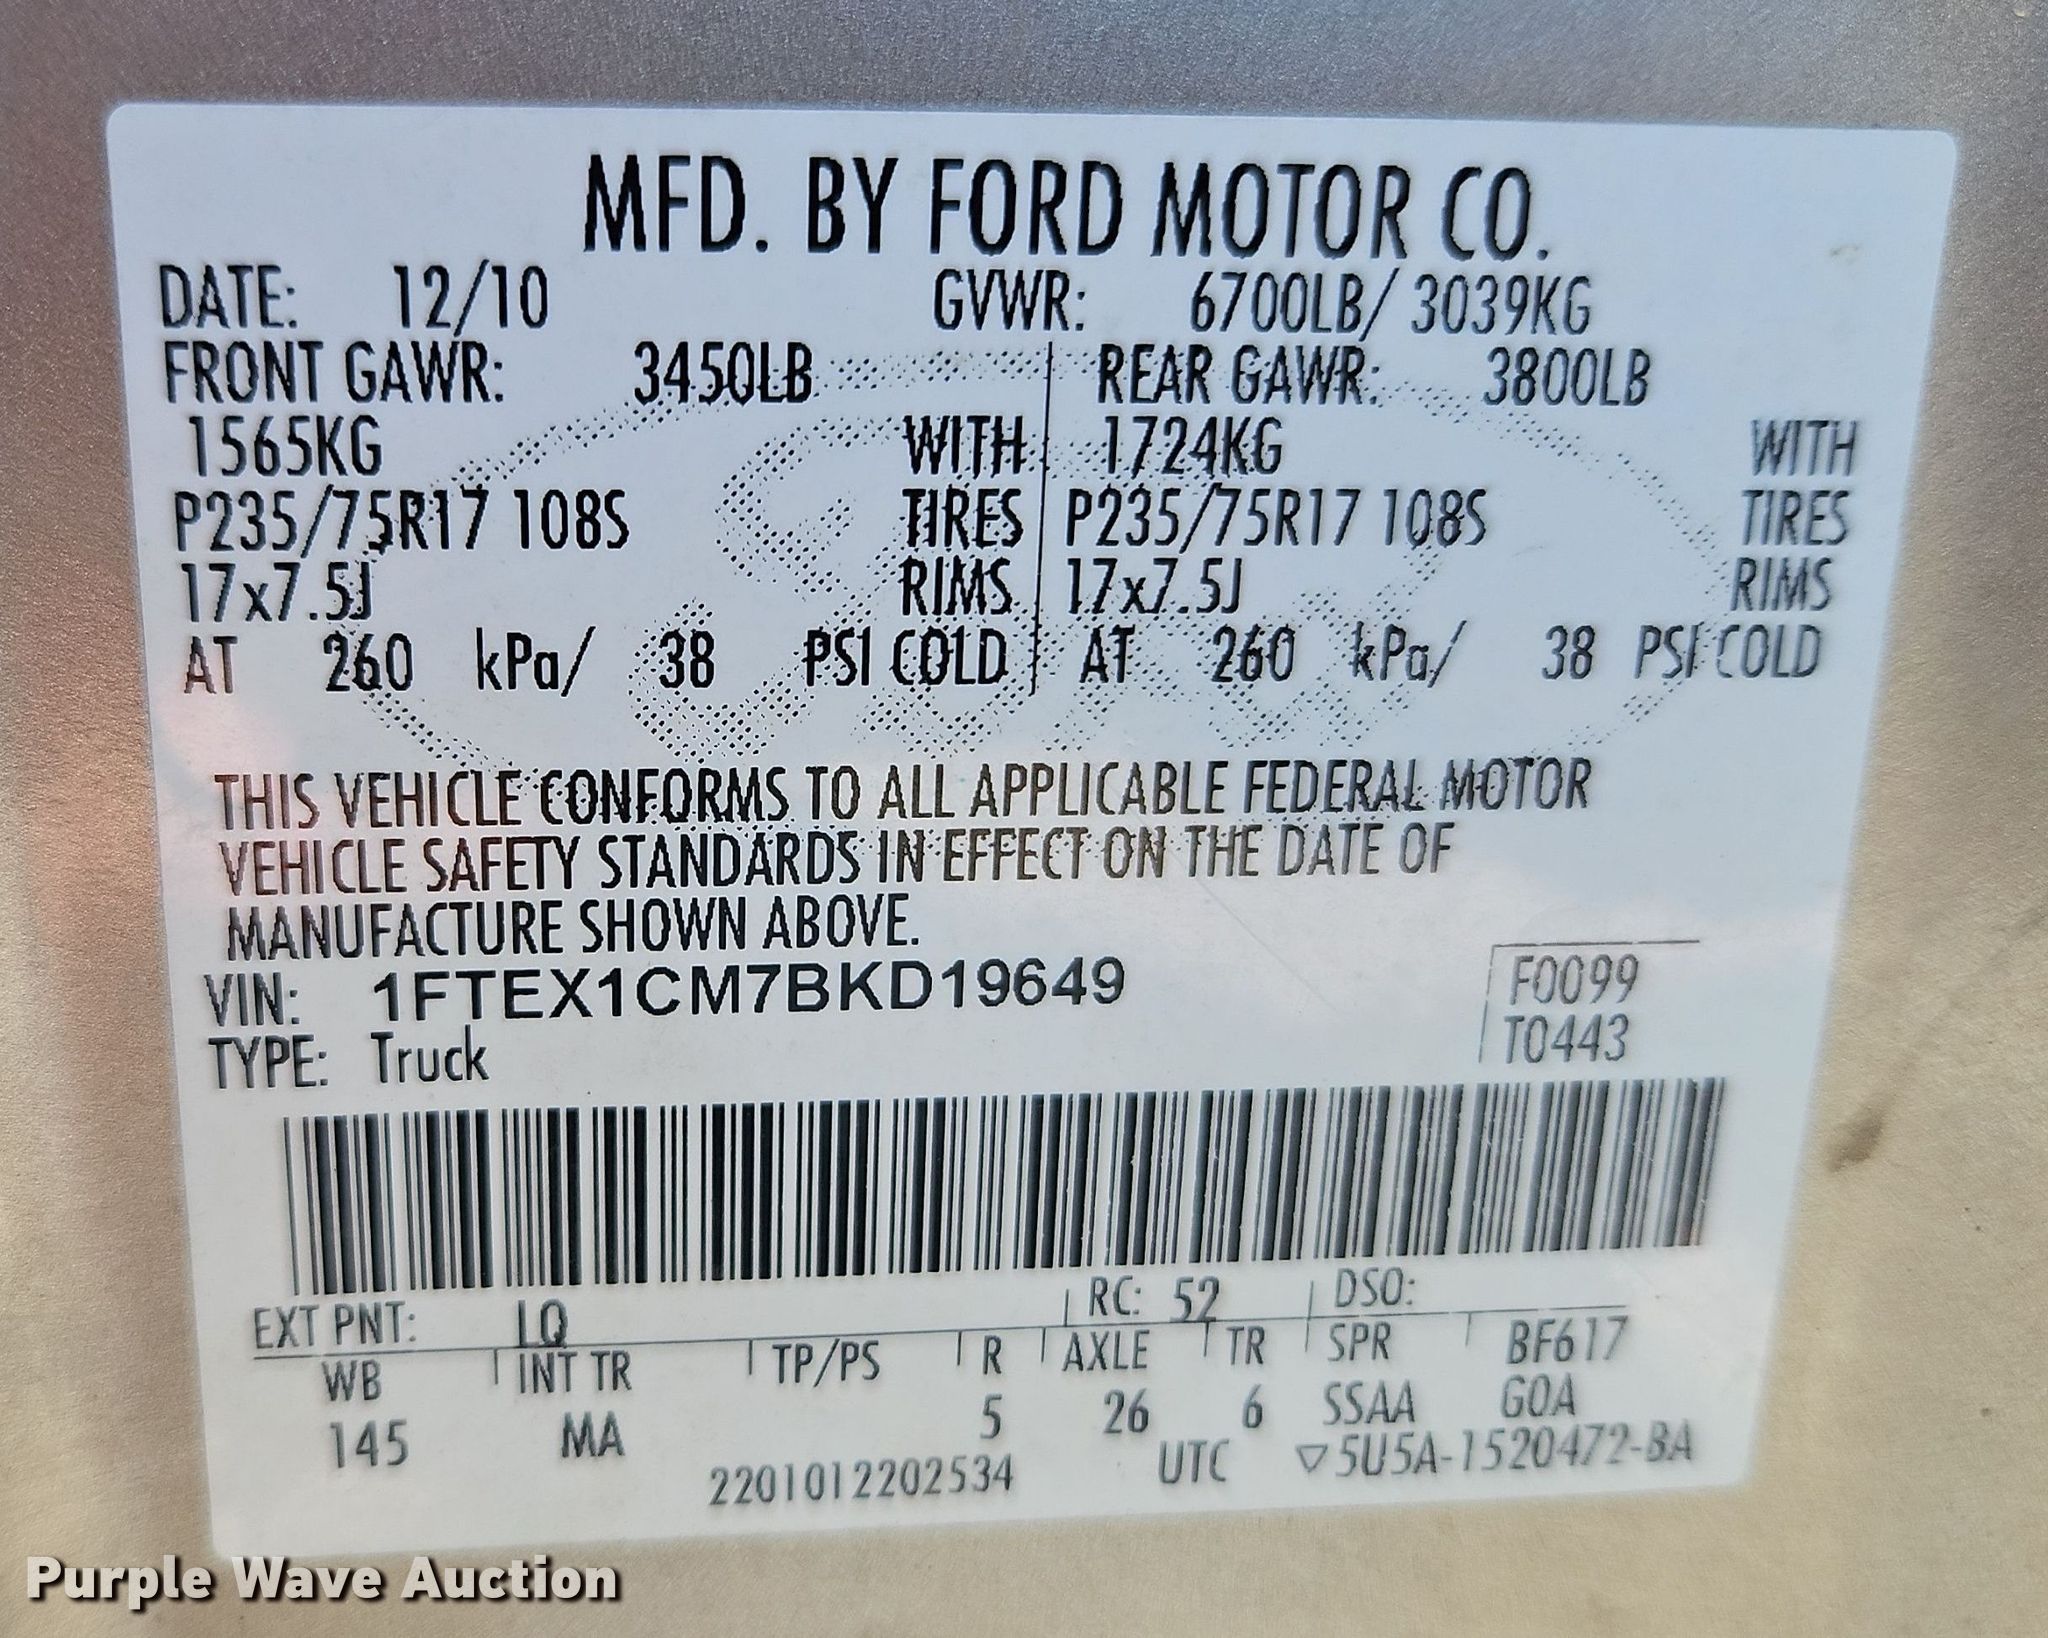 MFD. BY FORD MOTOR CO.
DATE: 12/10 GVWR: 6700LB/ 3039KG
FRONT GAWR: 3450LB REAR GAWR: 3800LB
1565KG WITH 1724KG WITH
P235/75R17 108S TIRES P235/75R17 108S TIRES
17x7.5J RIMS 17x7.5J RIMS
AT 260 kPa/ 38 PSI COLD AT 260 kPa/ 38 PSI COLD
THIS VEHICLE CONFORMS TO ALL APPLICABLE FEDERAL MOTOR
VEHICLE SAFETY STANDARDS IN EFFECT ON THE DATE OF
MANUFACTURE SHOWN ABOVE.
VIN: 1FTEX1CM7BKD19649 F0099
TYPE: Truck T0443
EXT PNT: LQ RC: 52 DSO:
WB INT TR TP/PS R AXLE TR SPR BF617
145 MA 5 26 6 SSAA GOA
2201012202534 UTC ▽5U5A-1520472-BA
Purple Wave Auction